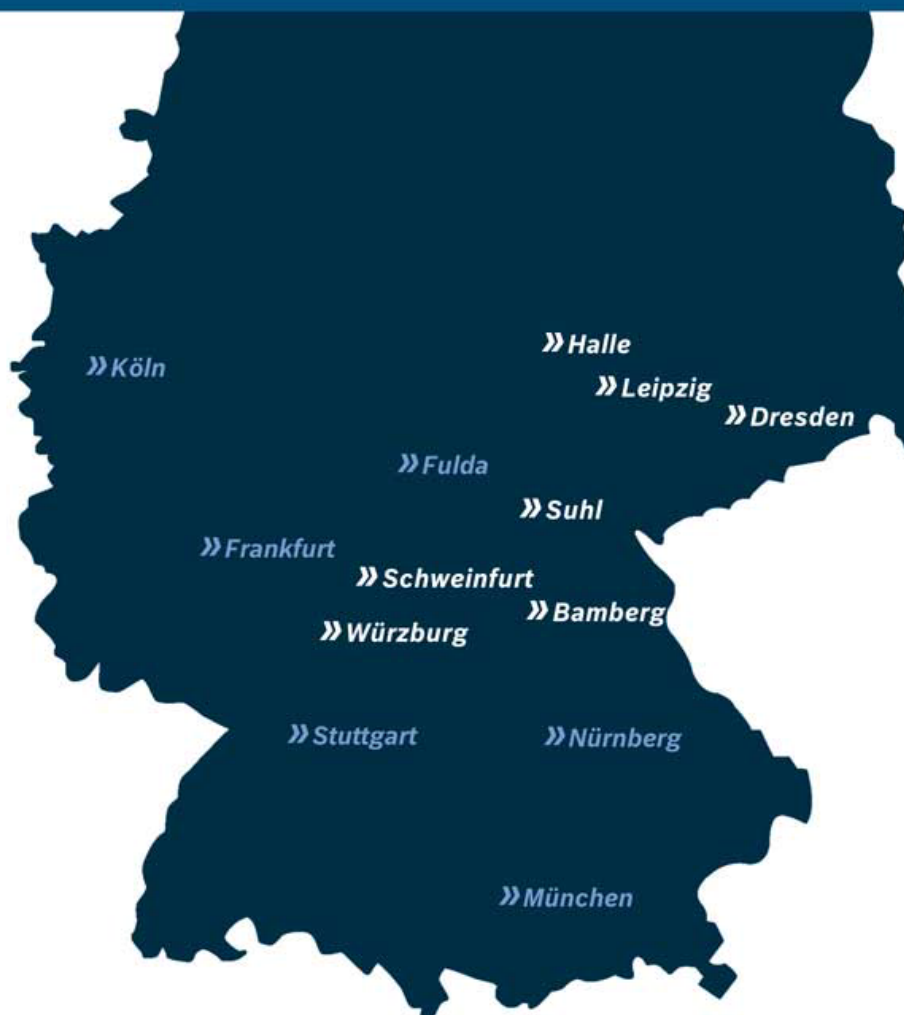 »Halle
»Köln
»Leipzig
»Dresden
»Fulda
»Suhl
»Frankfurt
»Schweinfurt
»Bamberg
»Würzburg
»Stuttgart
»Nürnberg
»München